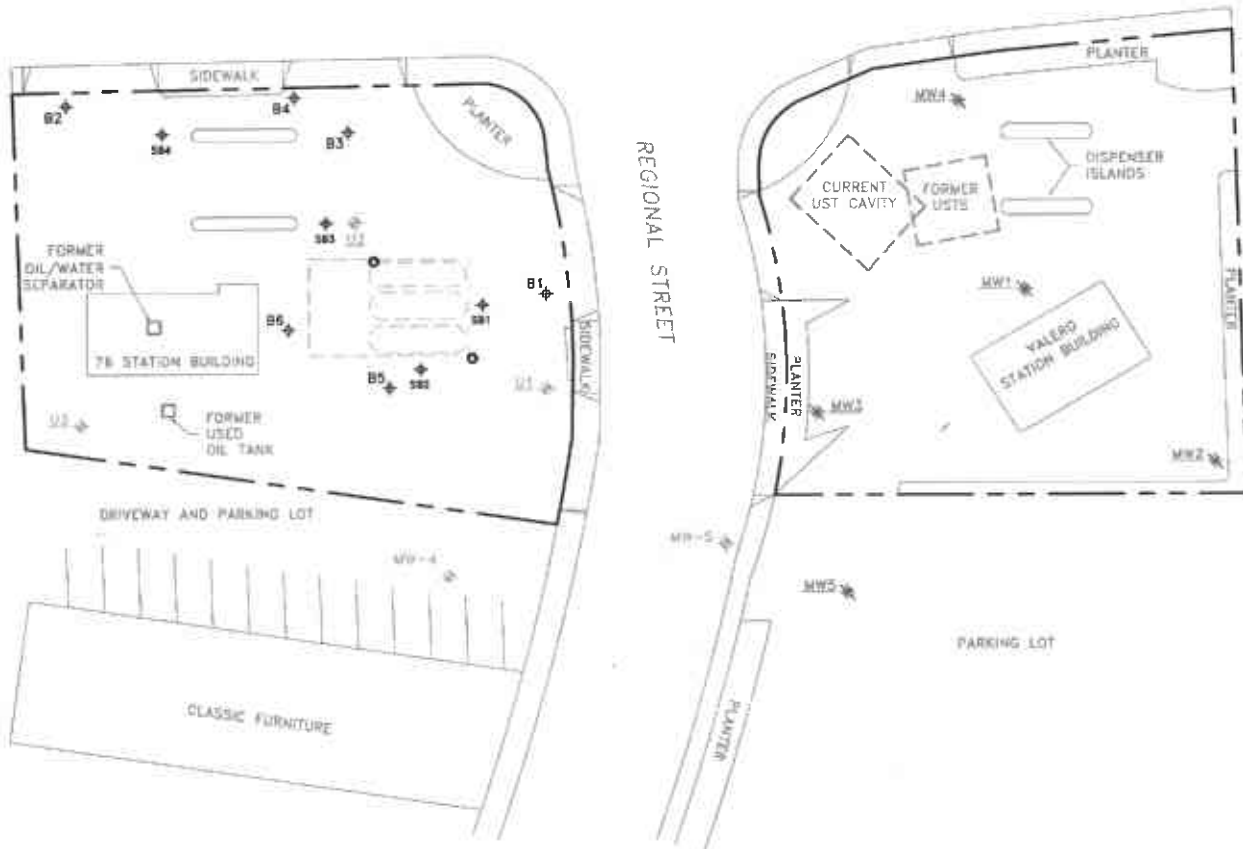 SIDEWALK
B2
B4
SB4
B3
PLANTER
SB3
U2
FORMER
OIL/WATER
SEPARATOR
B1
SB1
B6
76 STATION BUILDING
B5
U1
SIDEWALK
U3
FORMER
USED
OIL TANK
DRIVEWAY AND PARKING LOT
MW-4
CLASSIC FURNITURE
REGIONAL STREET
PLANTER
MW4
DISPENSER
ISLANDS
CURRENT
UST CAVITY
FORMER
USTS
MW1
PLANTER
VALERO
STATION BUILDING
PLANTER
SIDEWALK
MW3
MW2
MW-5
MW5
PARKING LOT
PLANTER